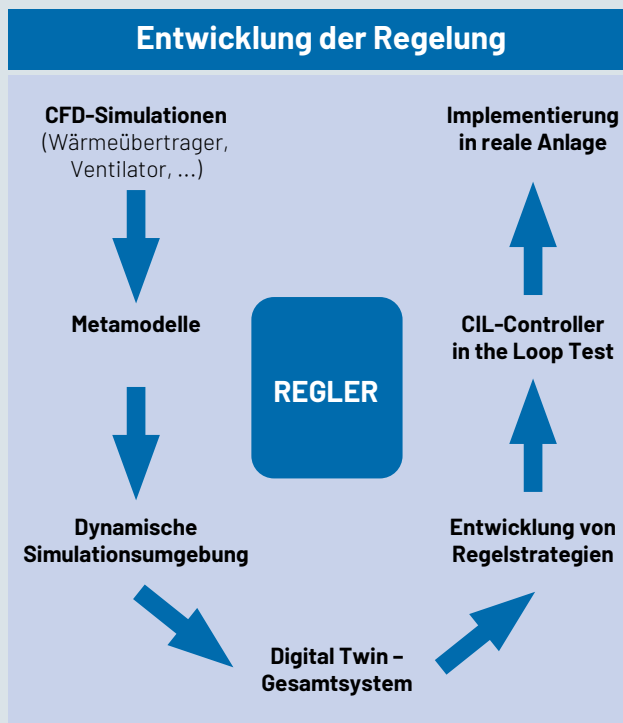 Entwicklung der Regelung
CFD-Simulationen
(Wärmeübertrager,
Ventilator, ...)
Metamodelle
Dynamische
Simulationsumgebung
Digital Twin –
Gesamtsystem
Entwicklung von
Regelstrategien
CIL-Controller
in the Loop Test
Implementierung
in reale Anlage
REGLER